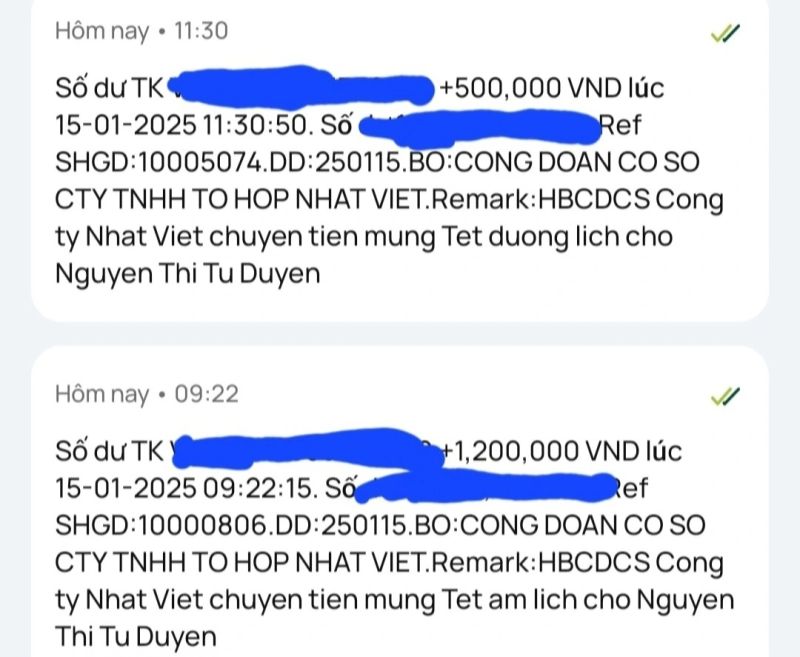 Hôm nay • 11:30
Số dư TK +500,000 VND lúc
15-01-2025 11:30:50. Số Ref
SHGD:10005074.DD:250115.BO:CONG DOAN CO SO
CTY TNHH TO HOP NHAT VIET.Remark:HBCDCS Cong
ty Nhat Viet chuyen tien mung Tet duong lich cho
Nguyen Thi Tu Duyen
Hôm nay • 09:22
Số dư TK +1,200,000 VND lúc
15-01-2025 09:22:15. Số Ref
SHGD:10000806.DD:250115.BO:CONG DOAN CO SO
CTY TNHH TO HOP NHAT VIET.Remark:HBCDCS Cong
ty Nhat Viet chuyen tien mung Tet am lich cho Nguyen
Thi Tu Duyen